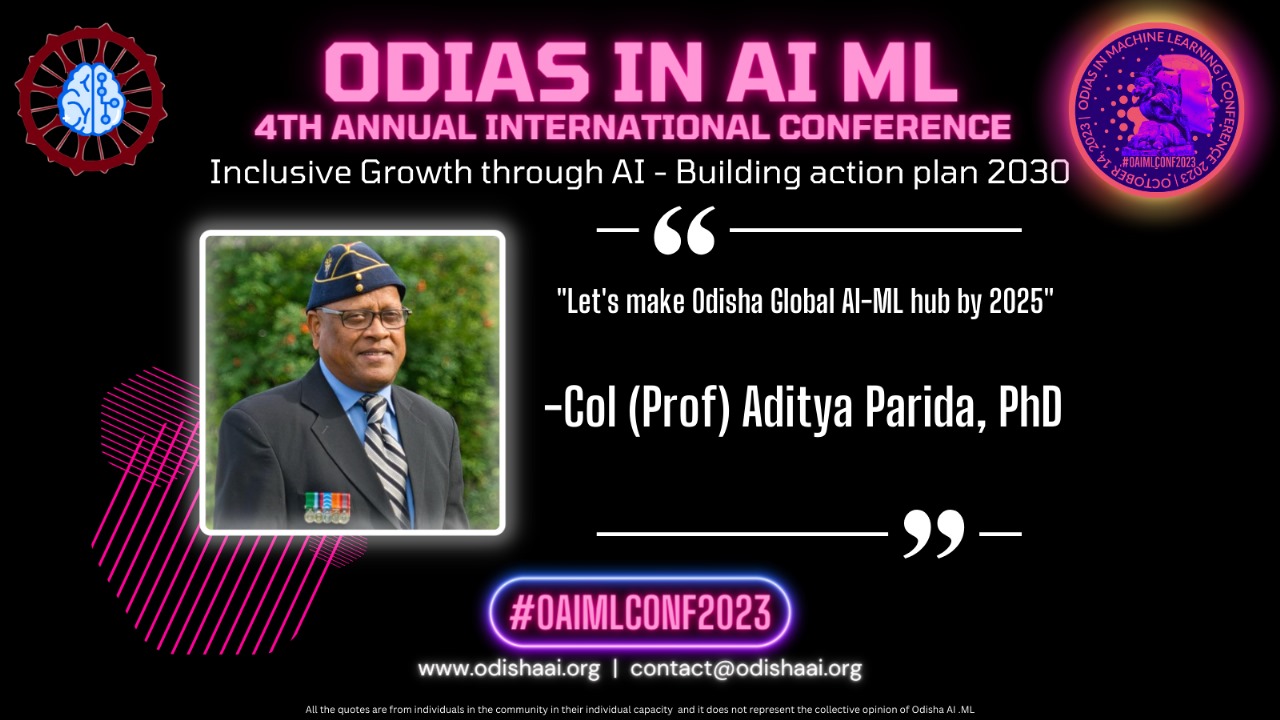 ODIAS IN AI ML
4TH ANNUAL INTERNATIONAL CONFERENCE
Inclusive Growth through AI - Building action plan 2030
ODIAS IN MACHINE LEARNING | CONFERENCE 2023 | OCTOBER 14, 2023 |
#OAIMLCONF2023
“
"Let's make Odisha Global AI-ML hub by 2025"
-Col (Prof) Aditya Parida, PhD
”
#OAIMLCONF2023
www.odishaai.org | contact@odishaai.org
All the quotes are from individuals in the community in their individual capacity and it does not represent the collective opinion of Odisha AI .ML